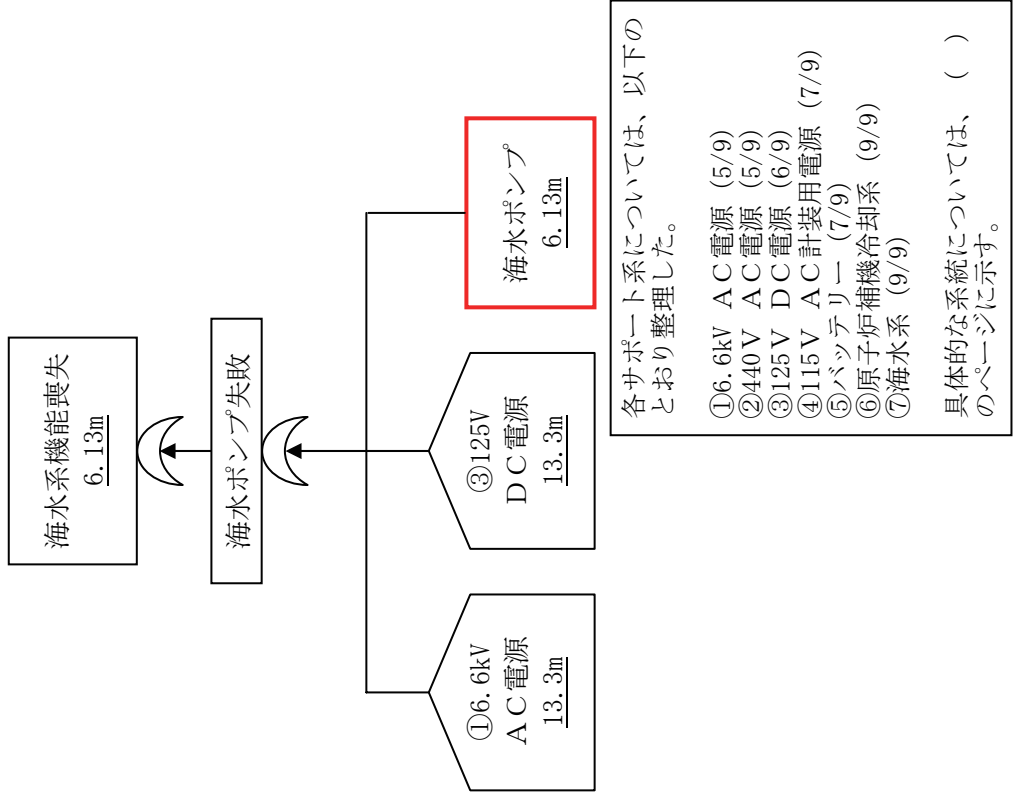 海水系機能喪失
6.13m
海水ポンプ失敗
①6.6kV
ＡＣ電源
13.3m
③125V
ＤＣ電源
13.3m
海水ポンプ
6.13m
各サポート系については、以下の
とおり整理した。
①6.6kV ＡＣ電源 (5/9)
②440Ｖ ＡＣ電源 (5/9)
③125Ｖ ＤＣ電源 (6/9)
④115Ｖ ＡＣ計装用電源 (7/9)
⑤バッテリー (7/9)
⑥原子炉補機冷却系 (9/9)
⑦海水系 (9/9)
具体的な系統については、( )
のページに示す。